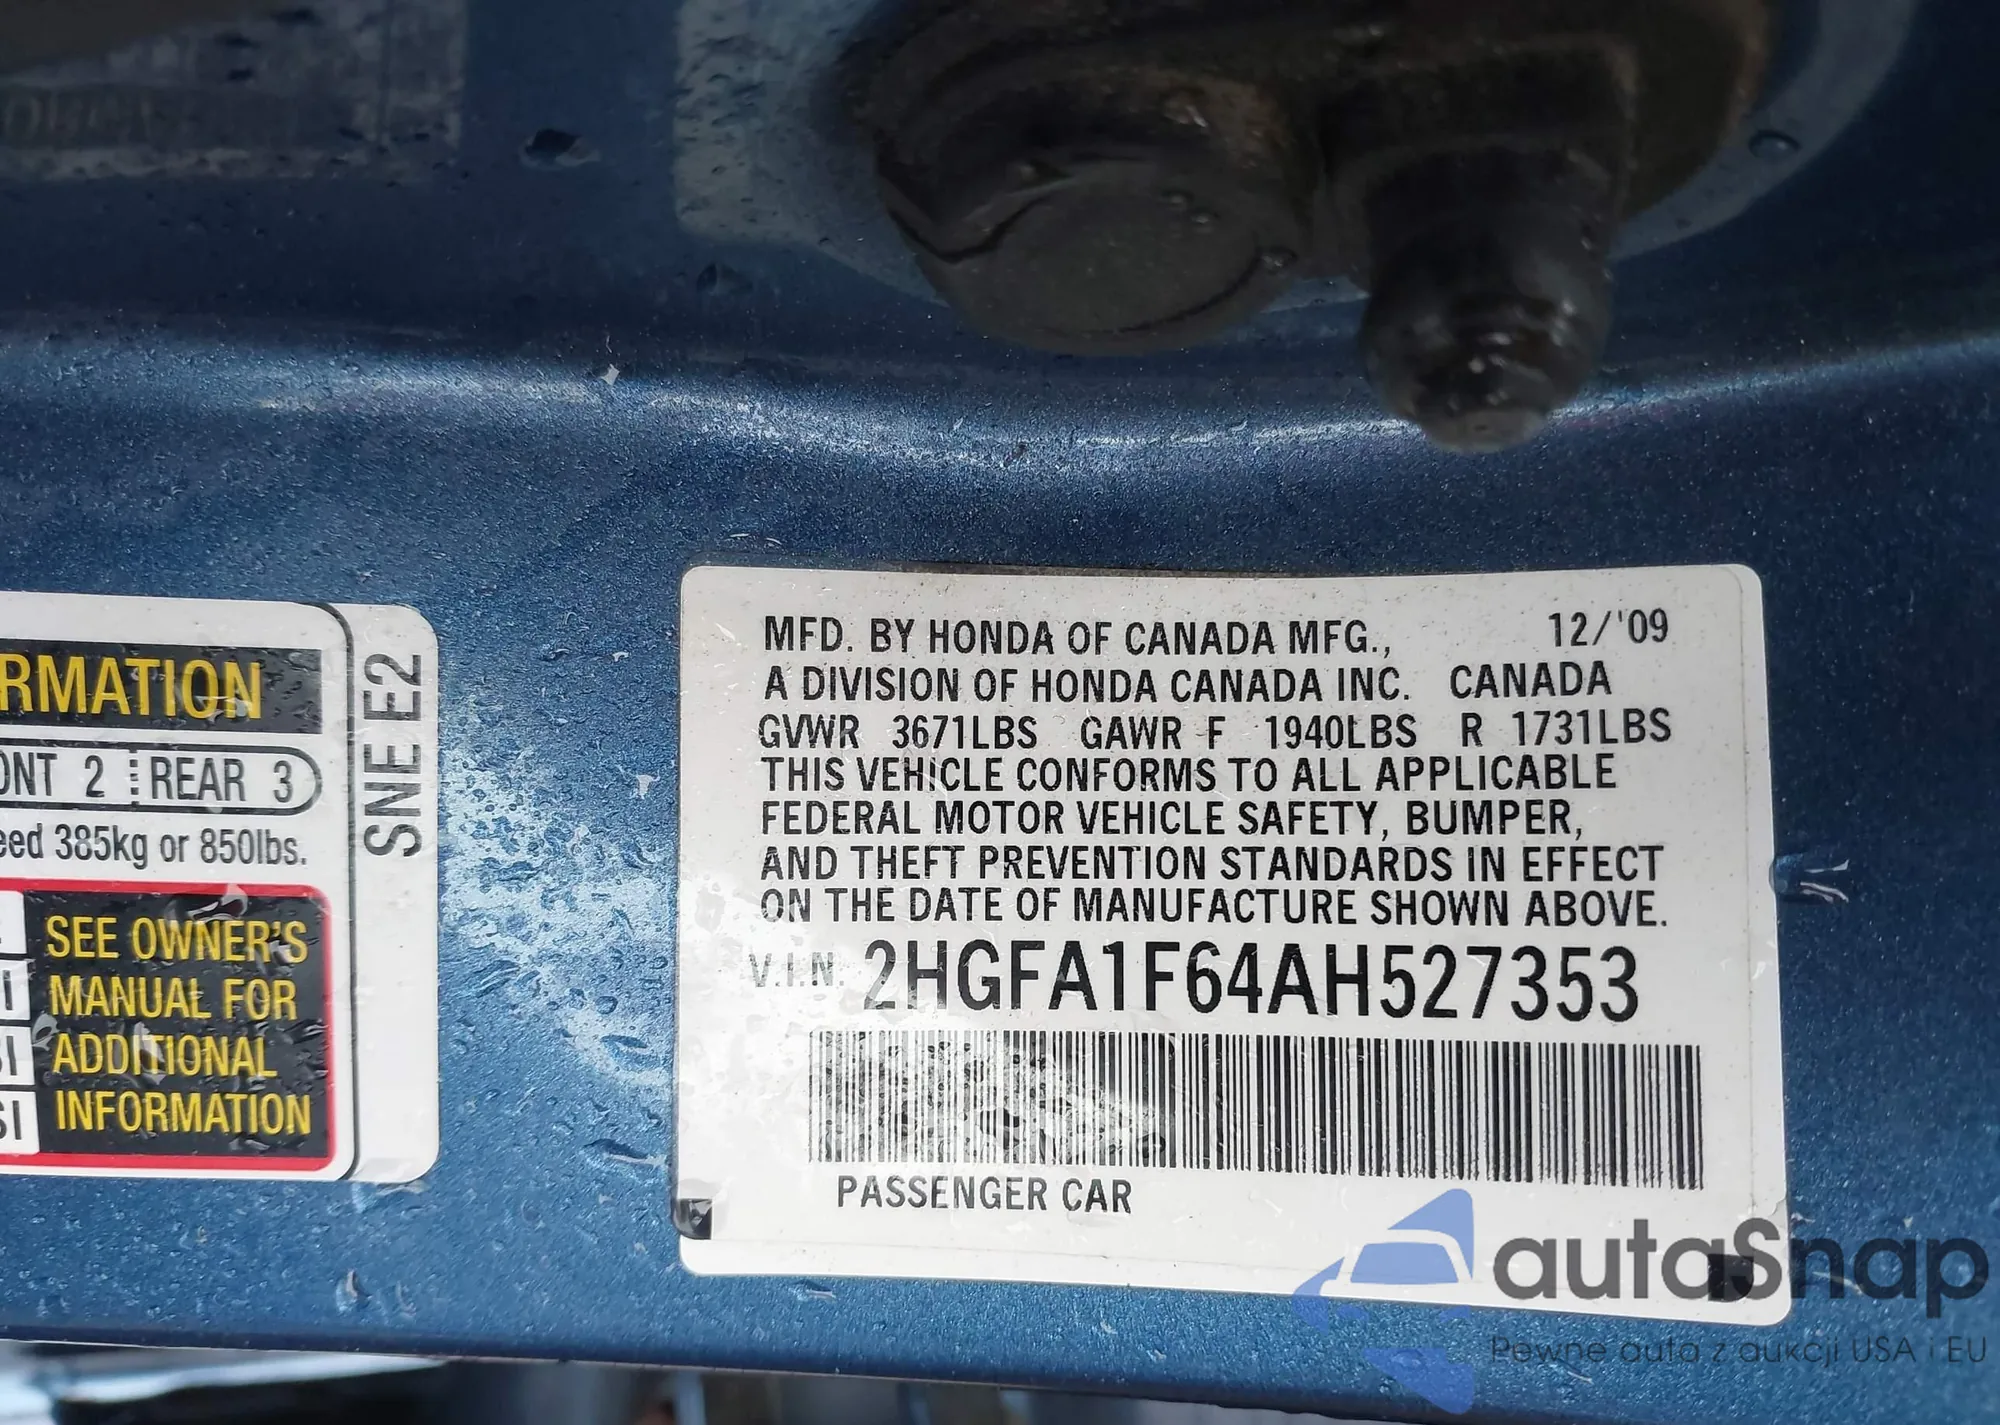 RMATION
ONT 2 REAR 3
eed 385kg or 850lbs.
SEE OWNER'S
MANUAL FOR
ADDITIONAL
INFORMATION
SNE E2
MFD. BY HONDA OF CANADA MFG., 12/'09
A DIVISION OF HONDA CANADA INC. CANADA
GVWR 3671LBS GAWR F 1940LBS R 1731LBS
THIS VEHICLE CONFORMS TO ALL APPLICABLE
FEDERAL MOTOR VEHICLE SAFETY, BUMPER,
AND THEFT PREVENTION STANDARDS IN EFFECT
ON THE DATE OF MANUFACTURE SHOWN ABOVE.
V.I.N. 2HGFA1F64AH527353
PASSENGER CAR
autaSnap
Pewne auta z aukcji USA i EU